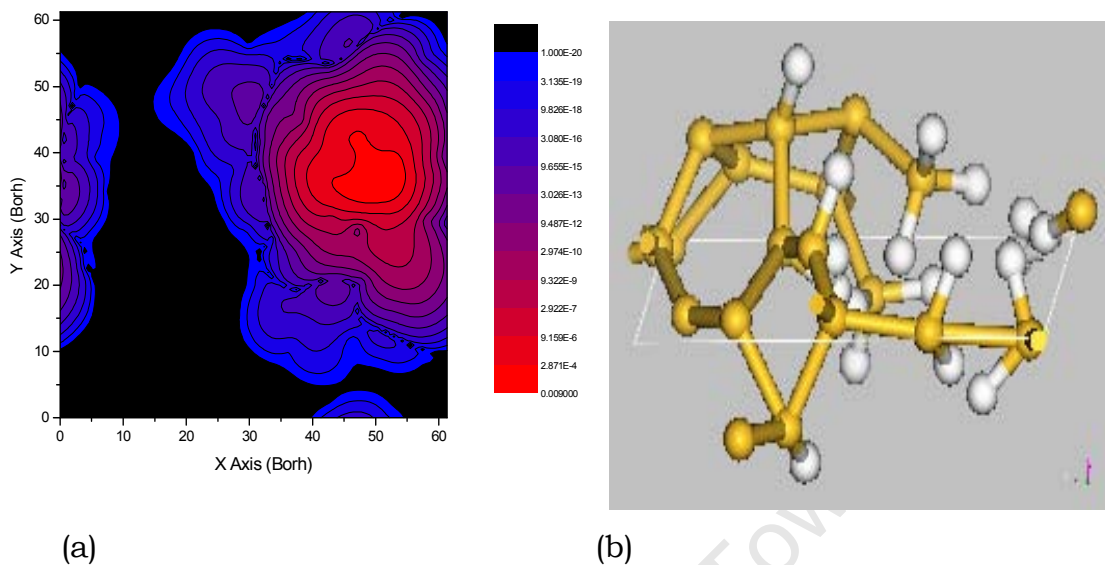 60
50
40
30
20
10
0
0 10 20 30 40 50 60
X Axis (Borh)
Y Axis (Borh)
1.000E-20
3.135E-19
9.826E-18
3.080E-16
9.655E-15
3.026E-13
9.487E-12
2.974E-10
9.322E-9
2.922E-7
9.159E-6
2.871E-4
0.009000
(a)
(b)
Tow